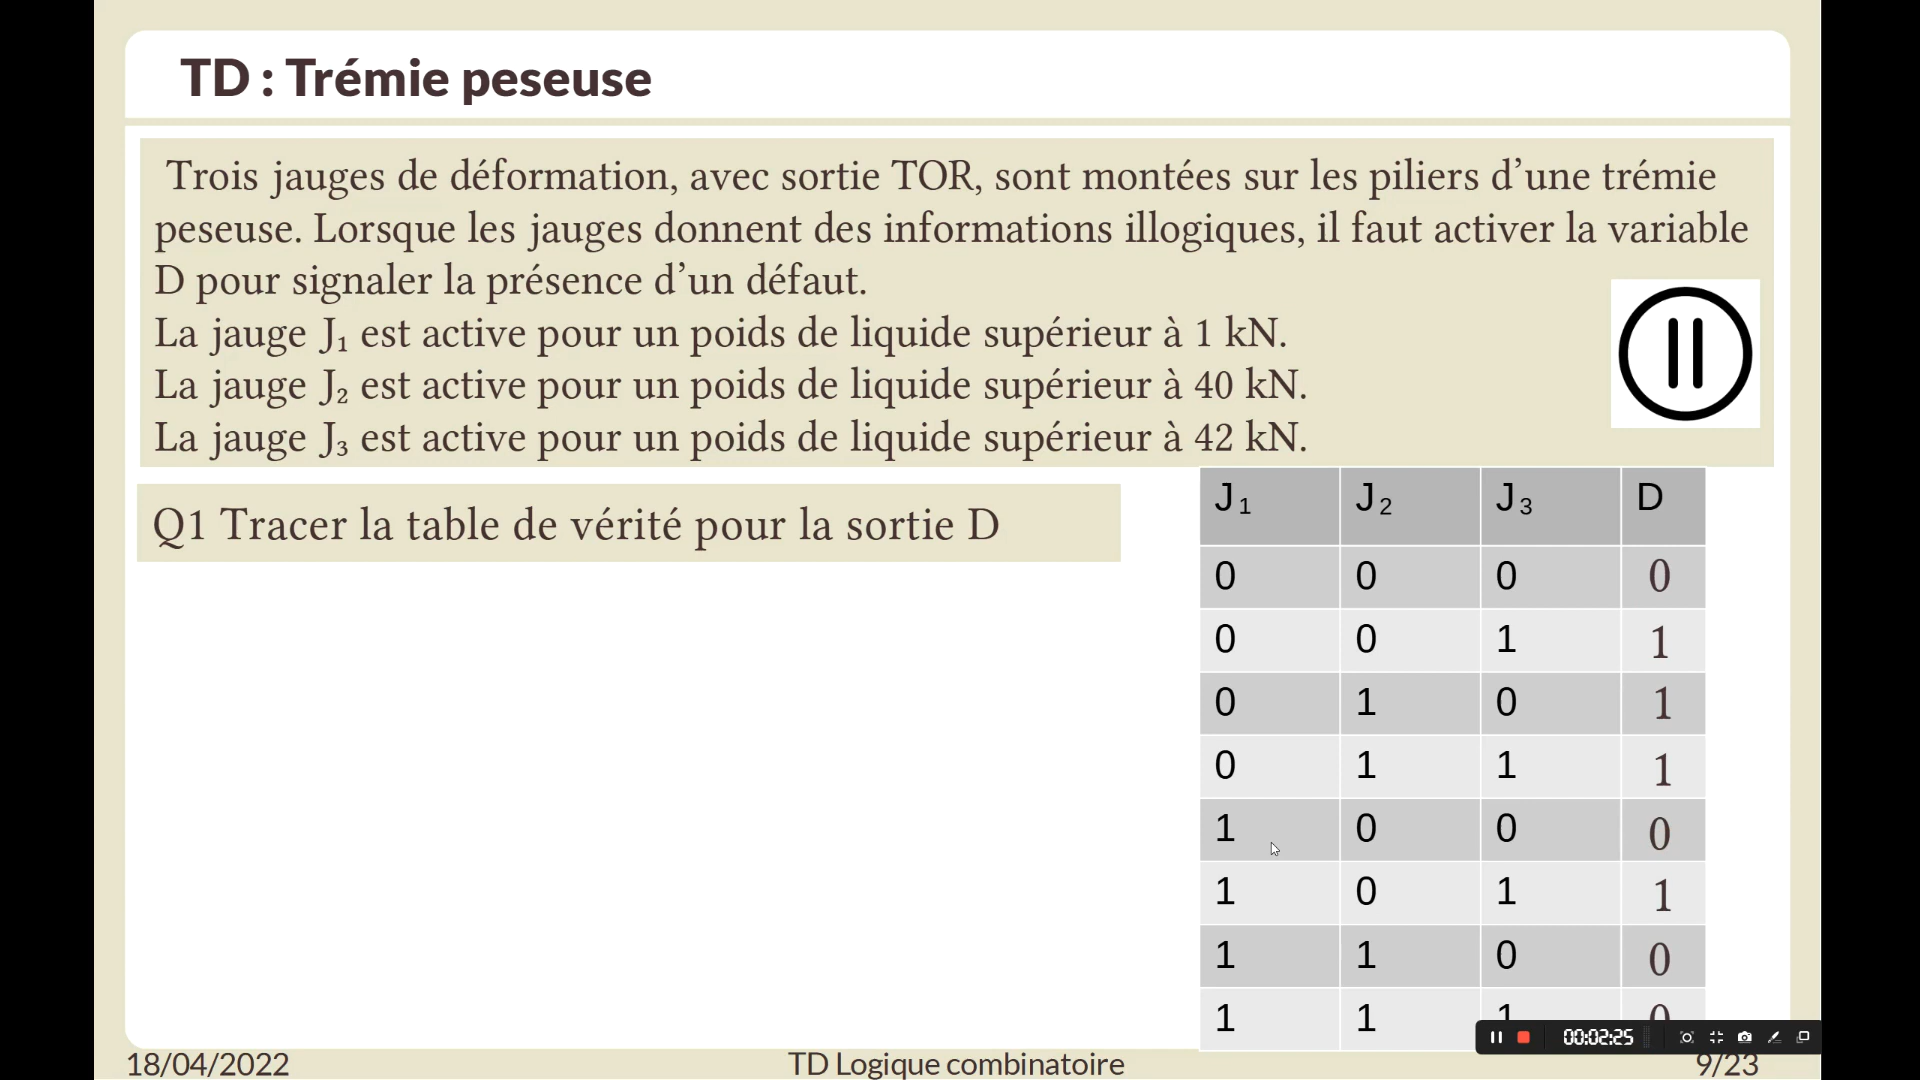 TD : Trémie peseuse
Trois jauges de déformation, avec sortie TOR, sont montées sur les piliers d’une trémie
peseuse. Lorsque les jauges donnent des informations illogiques, il faut activer la variable
D pour signaler la présence d’un défaut.
La jauge J₁ est active pour un poids de liquide supérieur à 1 kN.
La jauge J₂ est active pour un poids de liquide supérieur à 40 kN.
La jauge J₃ est active pour un poids de liquide supérieur à 42 kN.
Q1 Tracer la table de vérité pour la sortie D
J₁ J₂ J₃ D
0 0 0 0
0 0 1 1
0 1 0 1
0 1 1 1
1 0 0 0
1 0 1 1
1 1 0 0
1 1 1 0
00:02:25
18/04/2022
TD Logique combinatoire
9/23